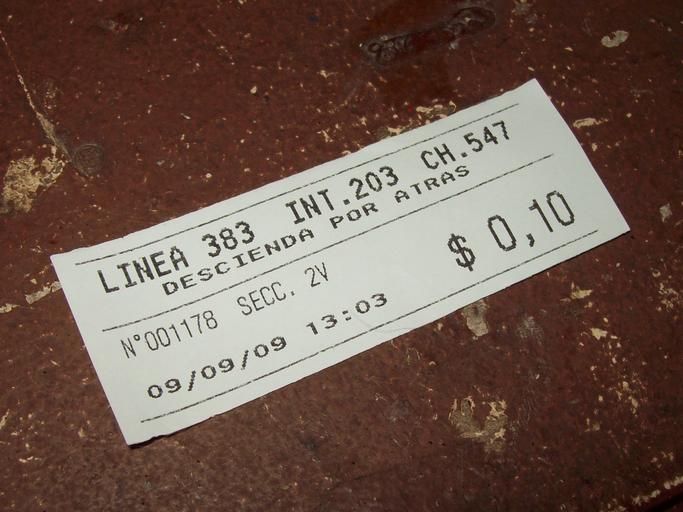 LINEA 383 INT.203 CH.547
DESCIENDA POR ATRAS
N°001178 SECC. 2V $ 0,10
09/09/09 13:03